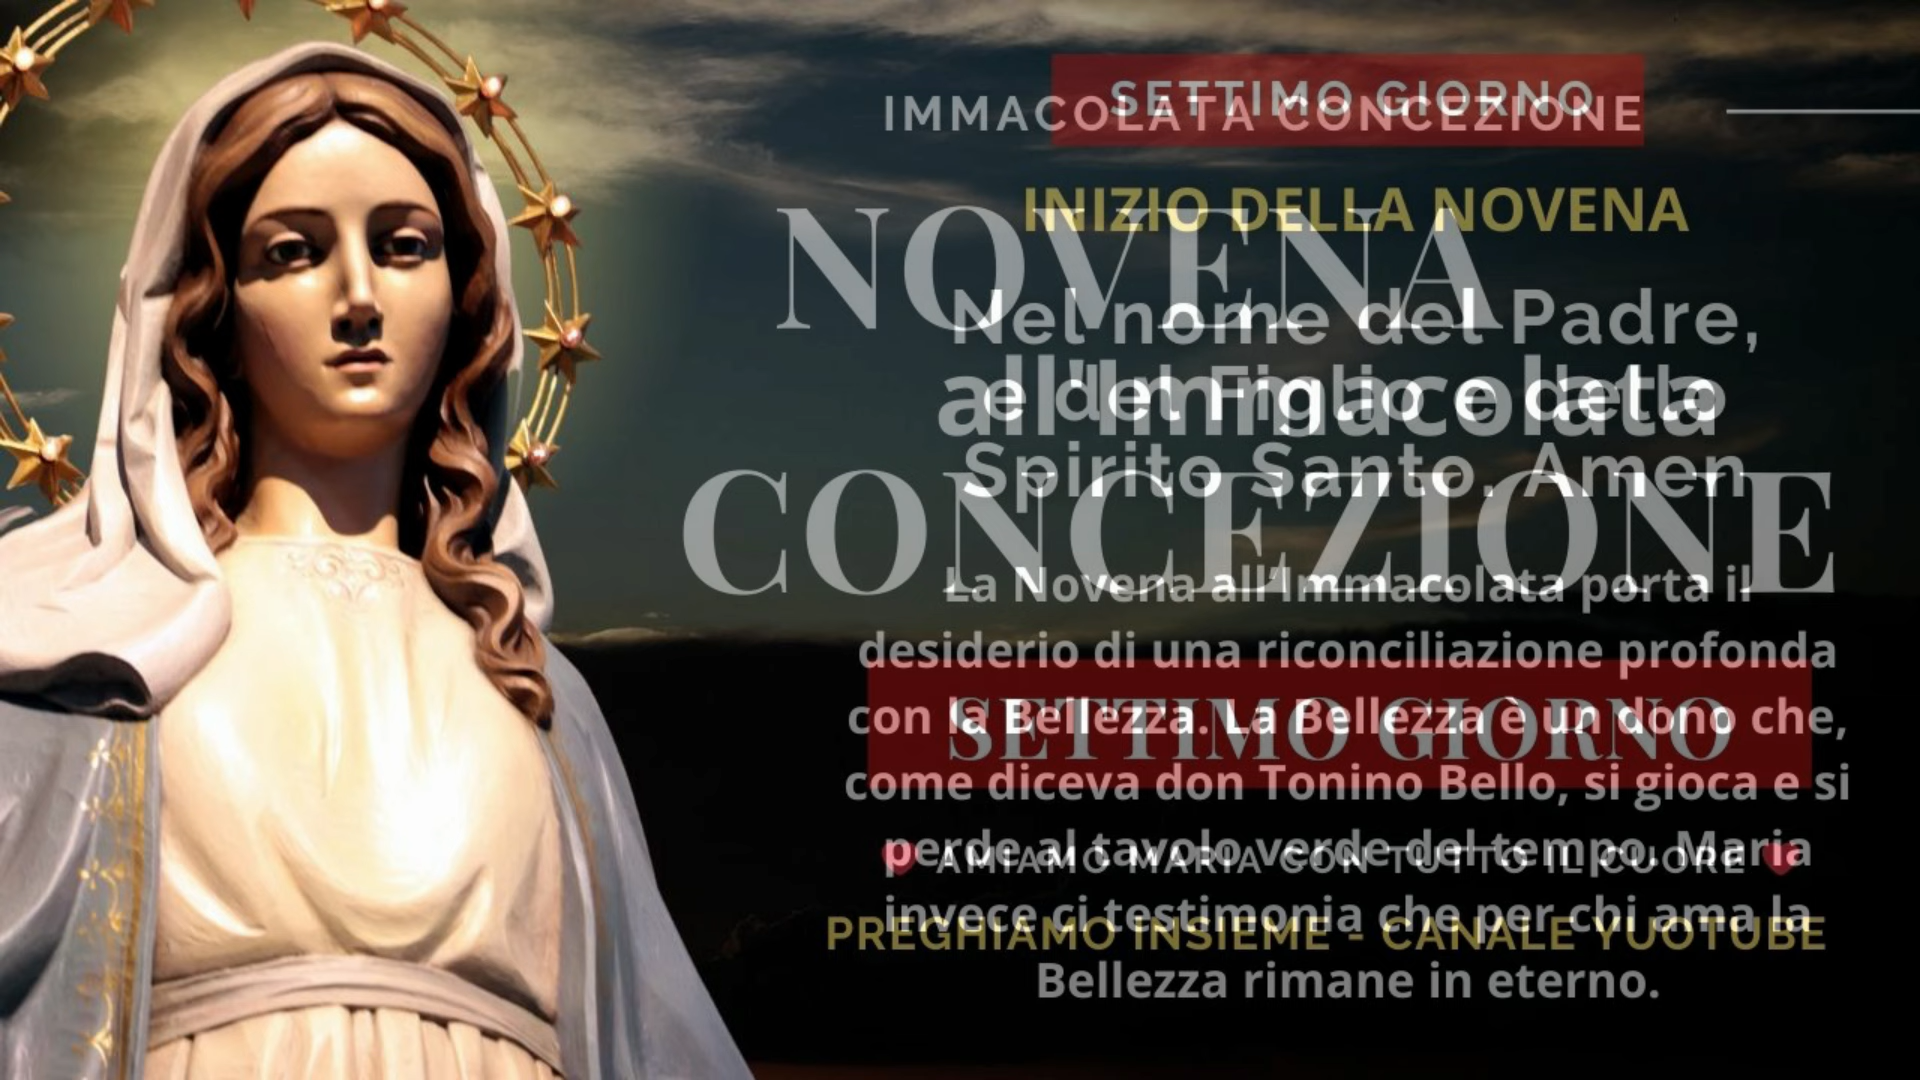 IMMACOLATA CONCEZIONE
NOVENA
all'Immacolata
CONCEZIONE
SETTIMO GIORNO
AMIAMO MARIA CON TUTTO IL CUORE
PREGHIAMO INSIEME - CANALE YUOTUBE
SETTIMO GIORNO
INIZIO DELLA NOVENA
Nel nome del Padre,
e del Figlio e dello
Spirito Santo. Amen
La Novena all'Immacolata porta il
desiderio di una riconciliazione profonda
con la Bellezza. La Bellezza è un dono che,
come diceva don Tonino Bello, si gioca e si
perde al tavolo verde del tempo. Maria
invece ci testimonia che per chi ama la
Bellezza rimane in eterno.